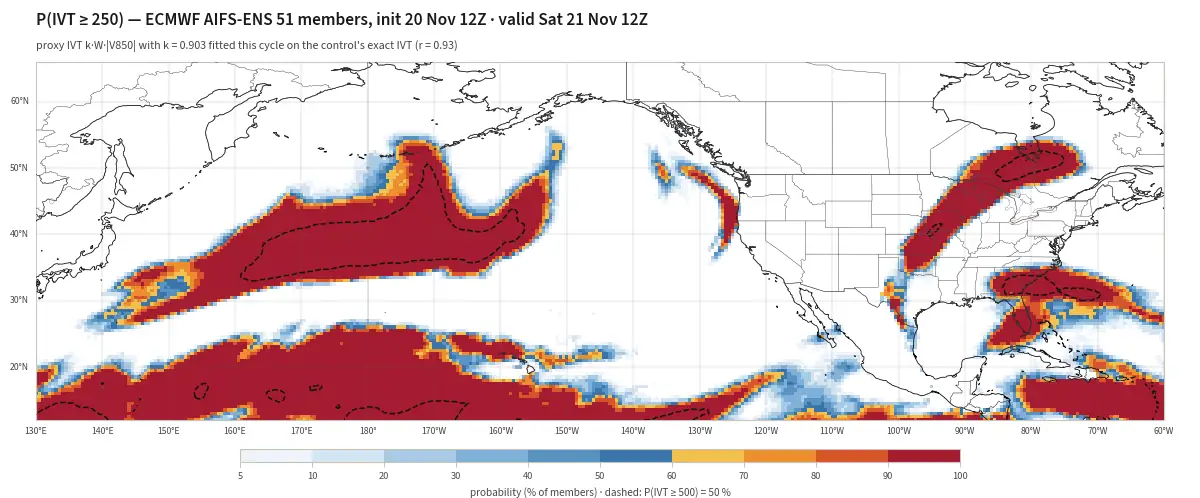 P(IVT ≥ 250) — ECMWF AIFS-ENS 51 members, init 20 Nov 12Z · valid Sat 21 Nov 12Z
proxy IVT k·W·|V850| with k = 0.903 fitted this cycle on the control's exact IVT (r = 0.93)
60°N
50°N
40°N
30°N
20°N
130°E 140°E 150°E 160°E 170°E 180° 170°W 160°W 150°W 140°W 130°W 120°W 110°W 100°W 90°W 80°W 70°W 60°W
5 10 20 30 40 50 60 70 80 90 100
probability (% of members) · dashed: P(IVT ≥ 500) = 50 %